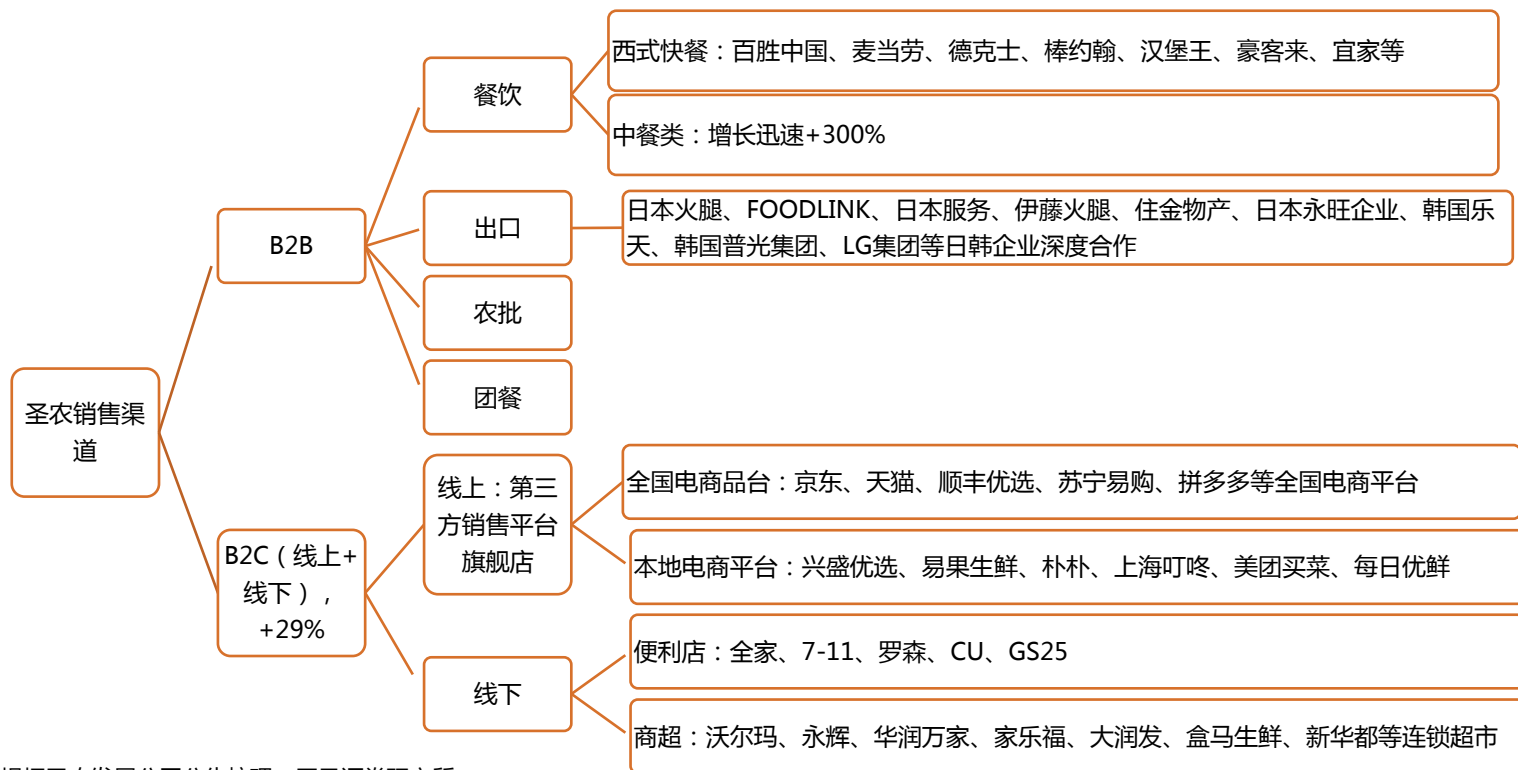 西式快餐：百胜中国、麦当劳、德克士、棒约翰、汉堡王、豪客来、宜家等
餐饮
中餐类：增长迅速+300%
B2B
出口
日本火腿、FOODLINK、日本服务、伊藤火腿、住金物产、日本永旺企业、韩国乐
天、韩国普光集团、LG集团等日韩企业深度合作
农批
团餐
圣农销售渠
道
线上：第三
方销售平台
旗舰店
全国电商品台：京东、天猫、顺丰优选、苏宁易购、拼多多等全国电商平台
本地电商平台：兴盛优选、易果生鲜、朴朴、上海叮咚、美团买菜、每日优鲜
B2C（线上+
线下），
+29%
线下
便利店：全家、7-11、罗森、CU、GS25
商超：沃尔玛、永辉、华润万家、家乐福、大润发、盒马生鲜、新华都等连锁超市